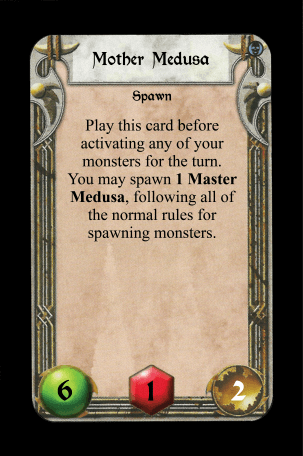 Mother Medusa
Spawn
Play this card before
activating any of your
monsters for the turn.
You may spawn 1 Master
Medusa, following all of
the normal rules for
spawning monsters.
6 1 2